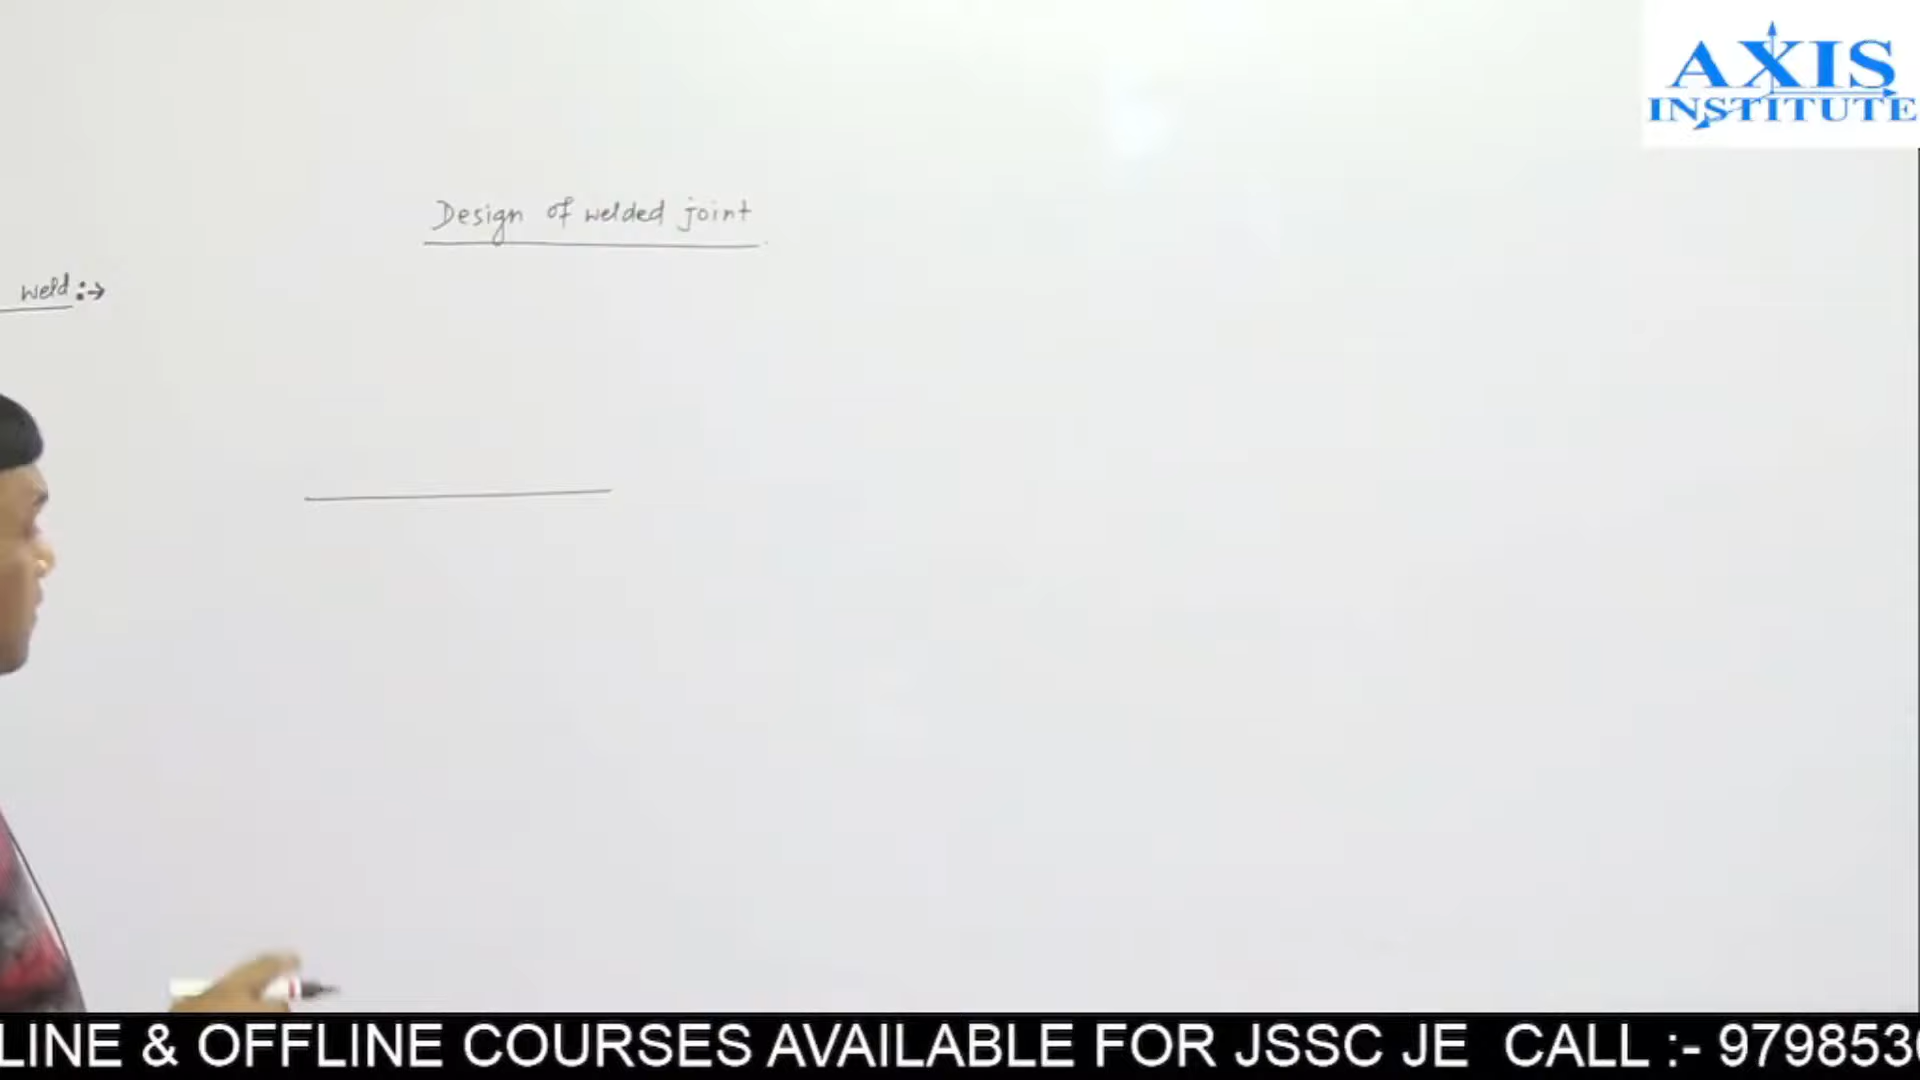 AXIS
INSTITUTE
Design of welded joint
weld :→
LINE & OFFLINE COURSES AVAILABLE FOR JSSC JE CALL :- 979853